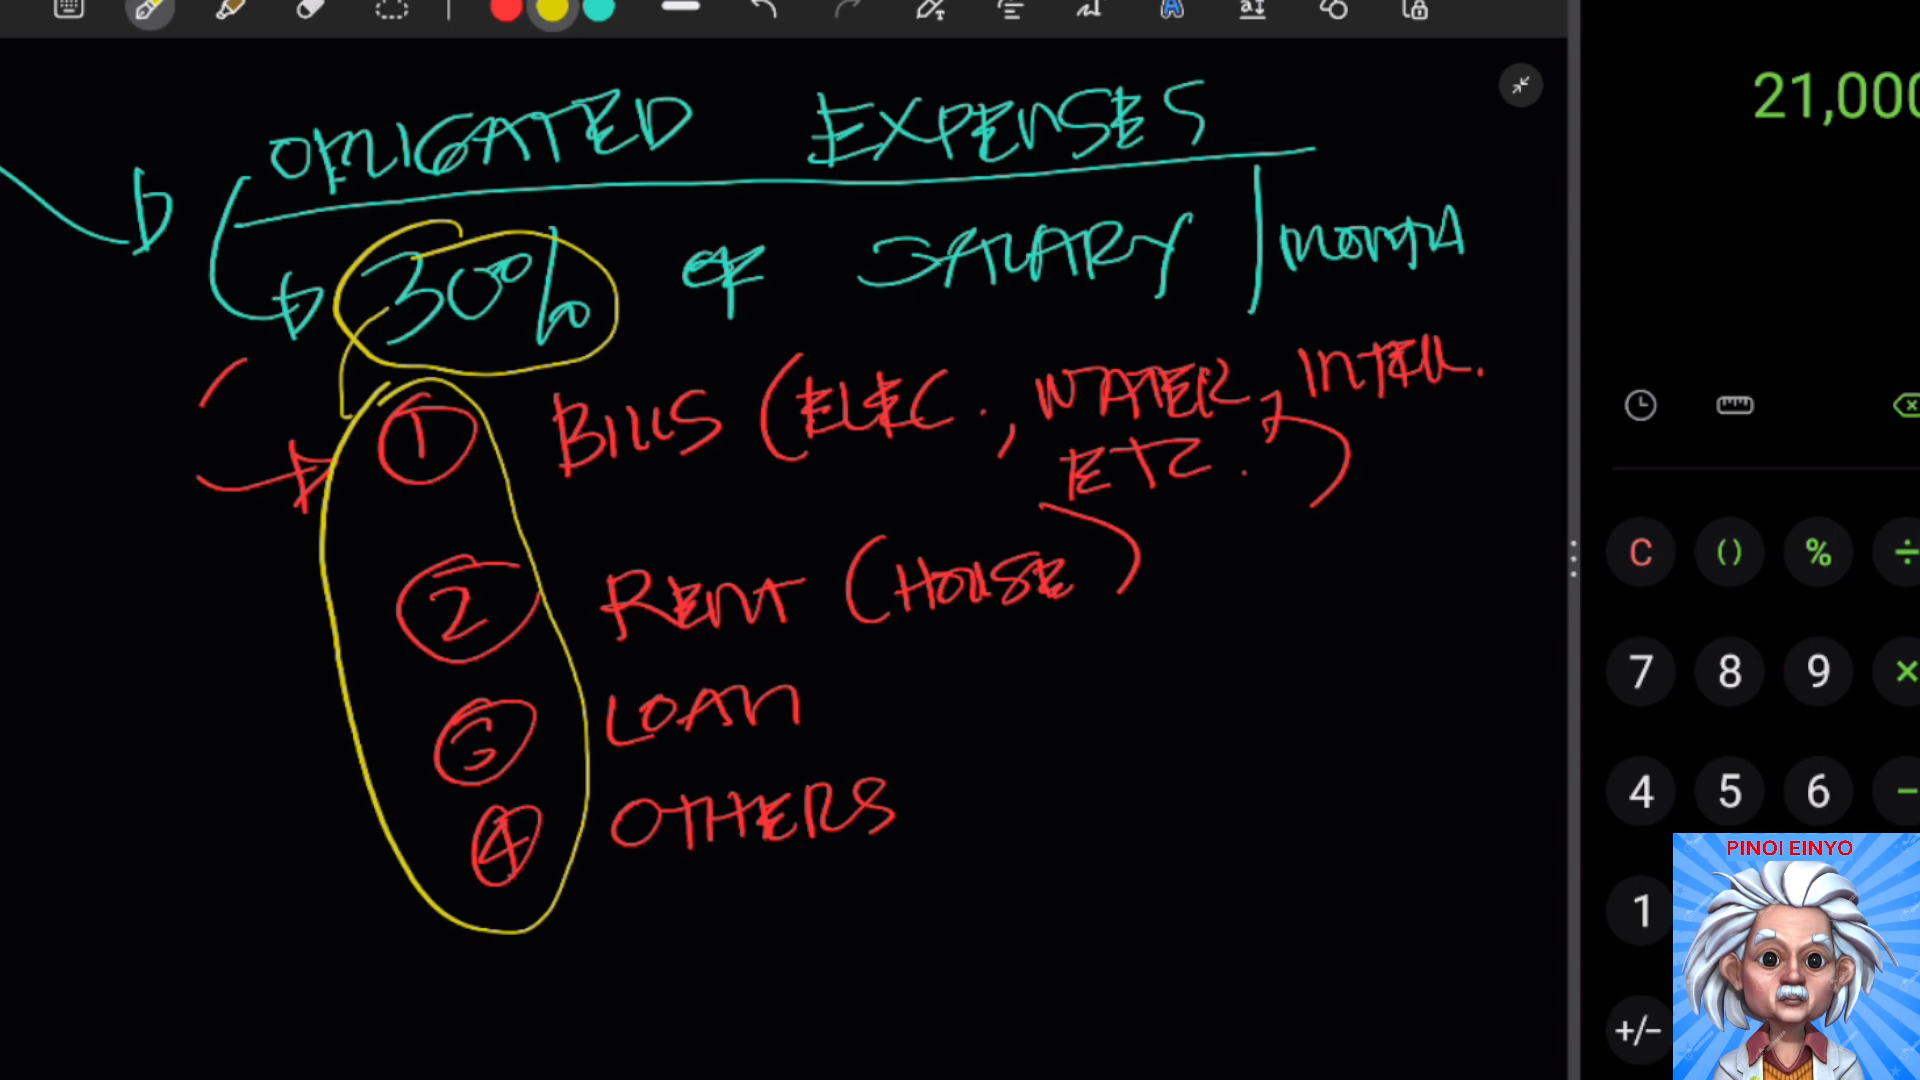 OBLIGATED EXPENSES
30% of SALARY / month
1 BILLS (ELEC., WATER, INTER.
ETC.)
2 RENT (HOUSE)
3 LOAN
4 OTHERS
21,000
C () % ÷
7 8 9 ×
4 5 6 −
1
+/−
PINOI EINYO